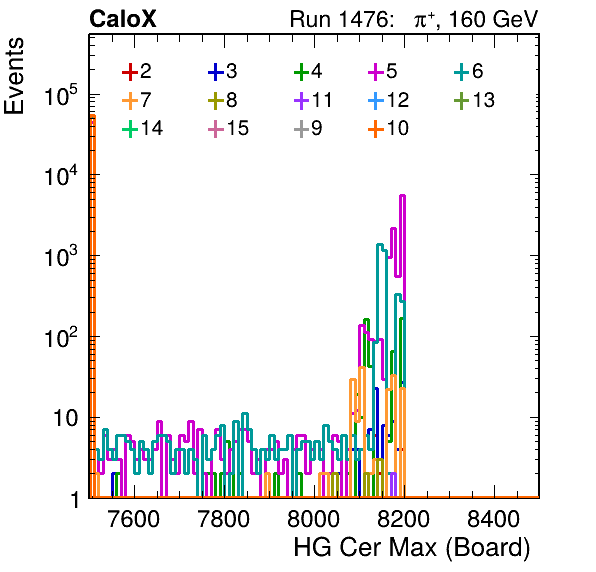 CaloX Run 1476: π⁺, 160 GeV
Events
2 3 4 5 6
7 8 11 12 13
14 15 9 10
10⁵
10⁴
10³
10²
10
1
7600 7800 8000 8200 8400
HG Cer Max (Board)